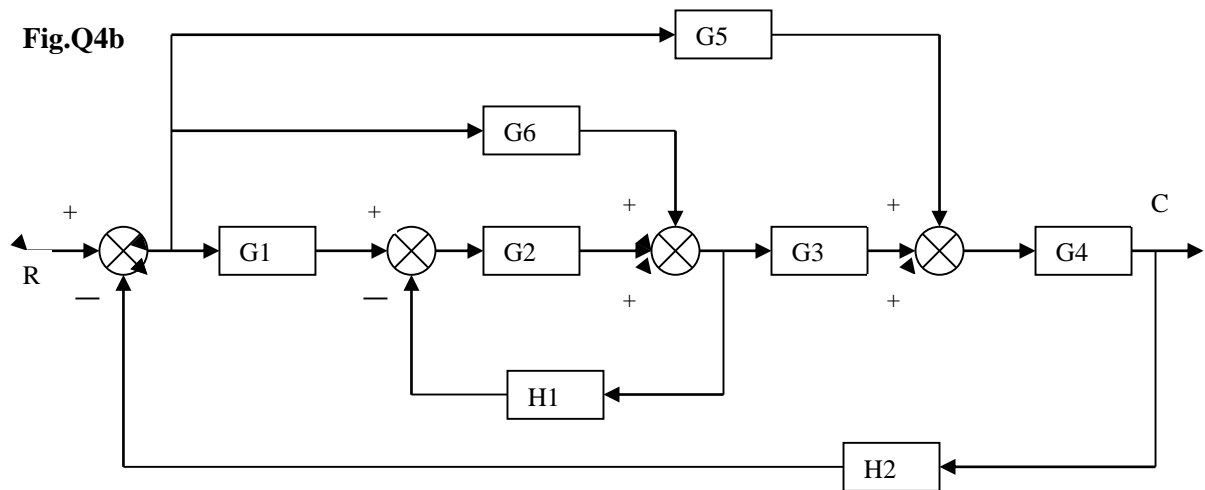 Fig.Q4b
G5
G6
C
+ + + +
G1 G2 G3 G4
R
— — + +
H1
H2